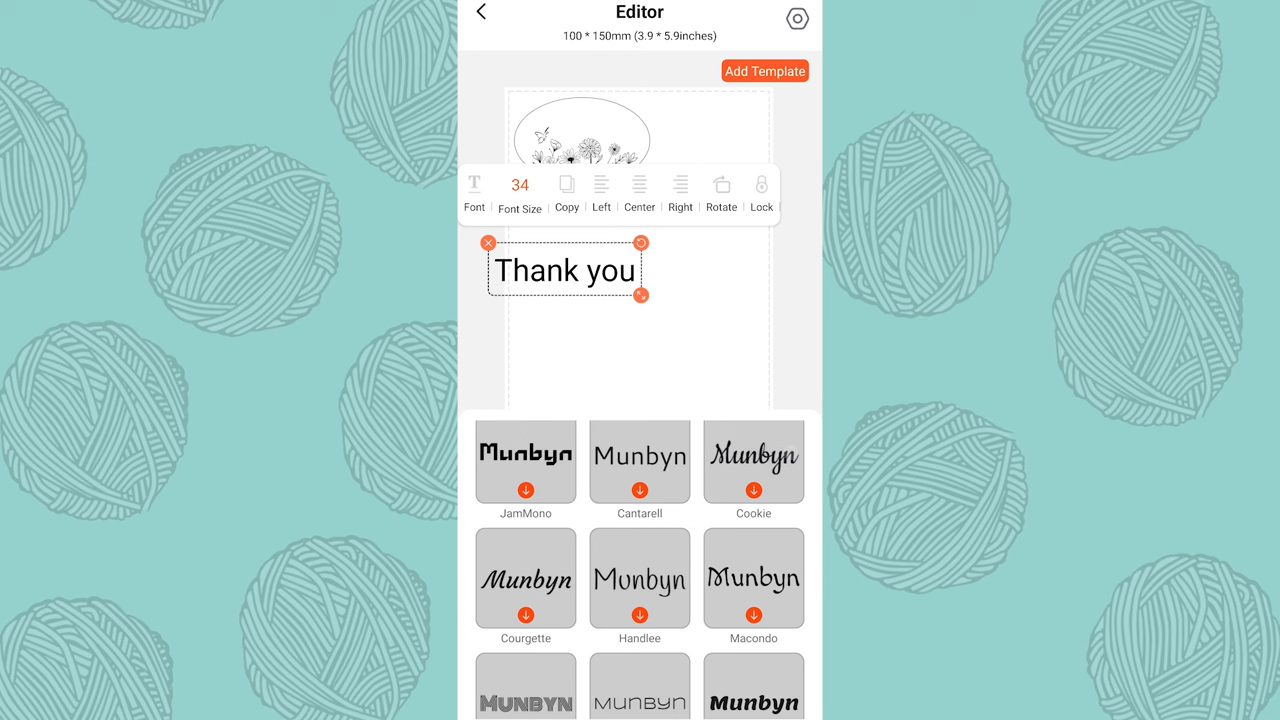 Editor
100 * 150mm (3.9 * 5.9inches)
Add Template
34
Font Font Size Copy Left Center Right Rotate Lock
Thank you
Munbyn Munbyn Munbyn
JamMono Cantarell Cookie
Munbyn Munbyn Munbyn
Courgette Handlee Macondo
MUNBYN MUNBYN Munbyn